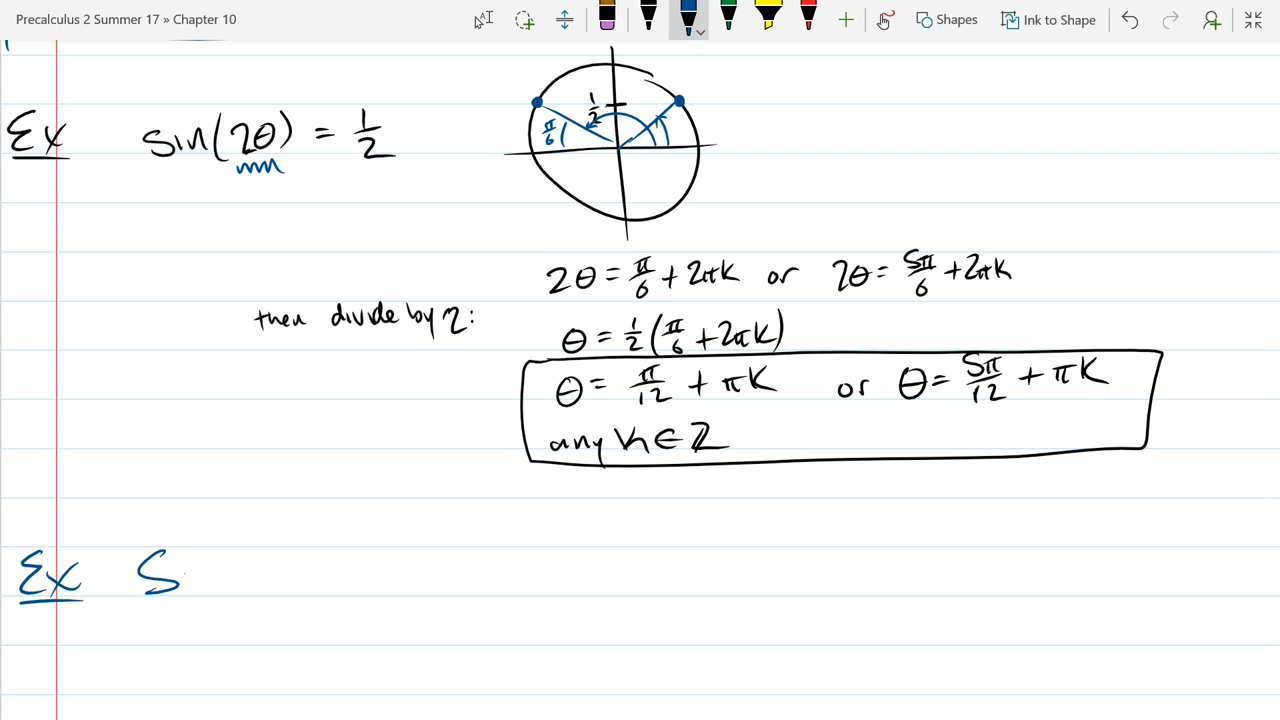 Precalculus 2 Summer 17 » Chapter 10
Shapes
Ink to Shape
Ex sin(2θ) = 1/2
1/2
π/6
2θ = π/6 + 2πk or 2θ = 5π/6 + 2πk
then divide by 2:
θ = 1/2 (π/6 + 2πk)
θ = π/12 + πk or θ = 5π/12 + πk
any k ∈ ℤ
Ex S